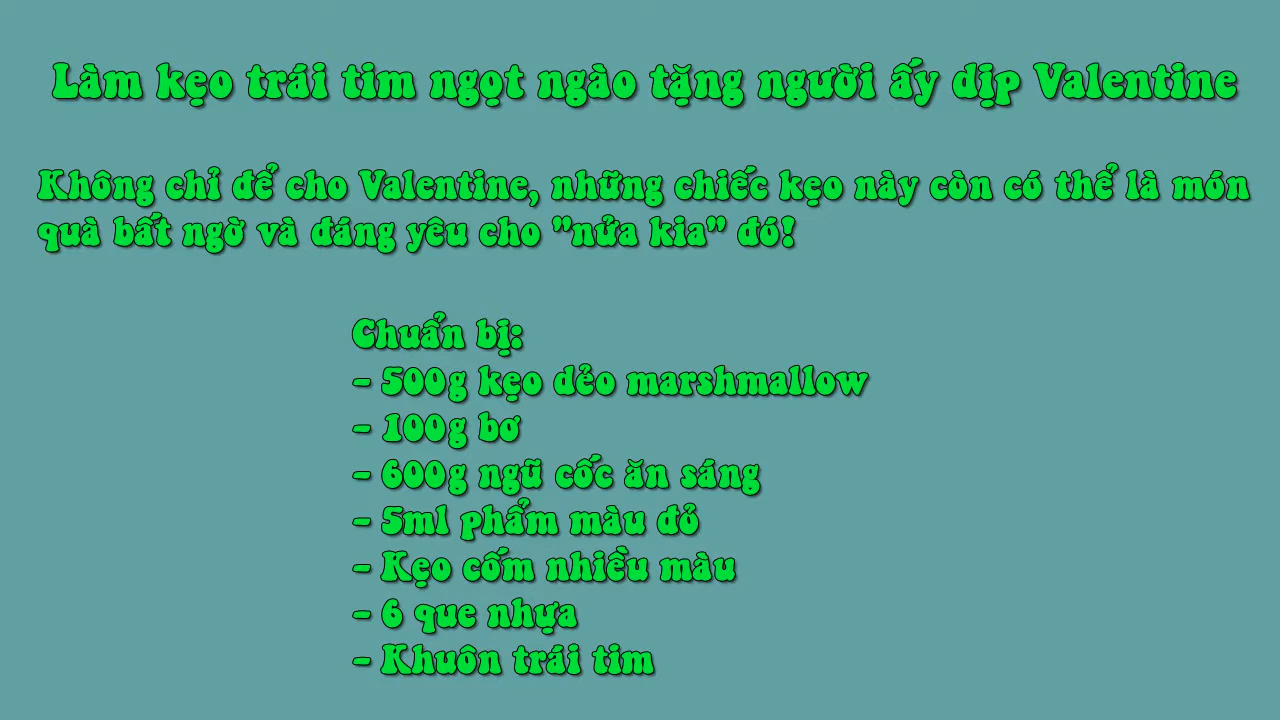 Làm kẹo trái tim ngọt ngào tặng người ấy dịp Valentine
Không chỉ để cho Valentine, những chiếc kẹo này còn có thể là món
quà bất ngờ và đáng yêu cho "nửa kia" đó!
Chuẩn bị:
- 500g kẹo dẻo marshmallow
- 100g bơ
- 600g ngũ cốc ăn sáng
- 5ml phẩm màu đỏ
- Kẹo cốm nhiều màu
- 6 que nhựa
- Khuôn trái tim